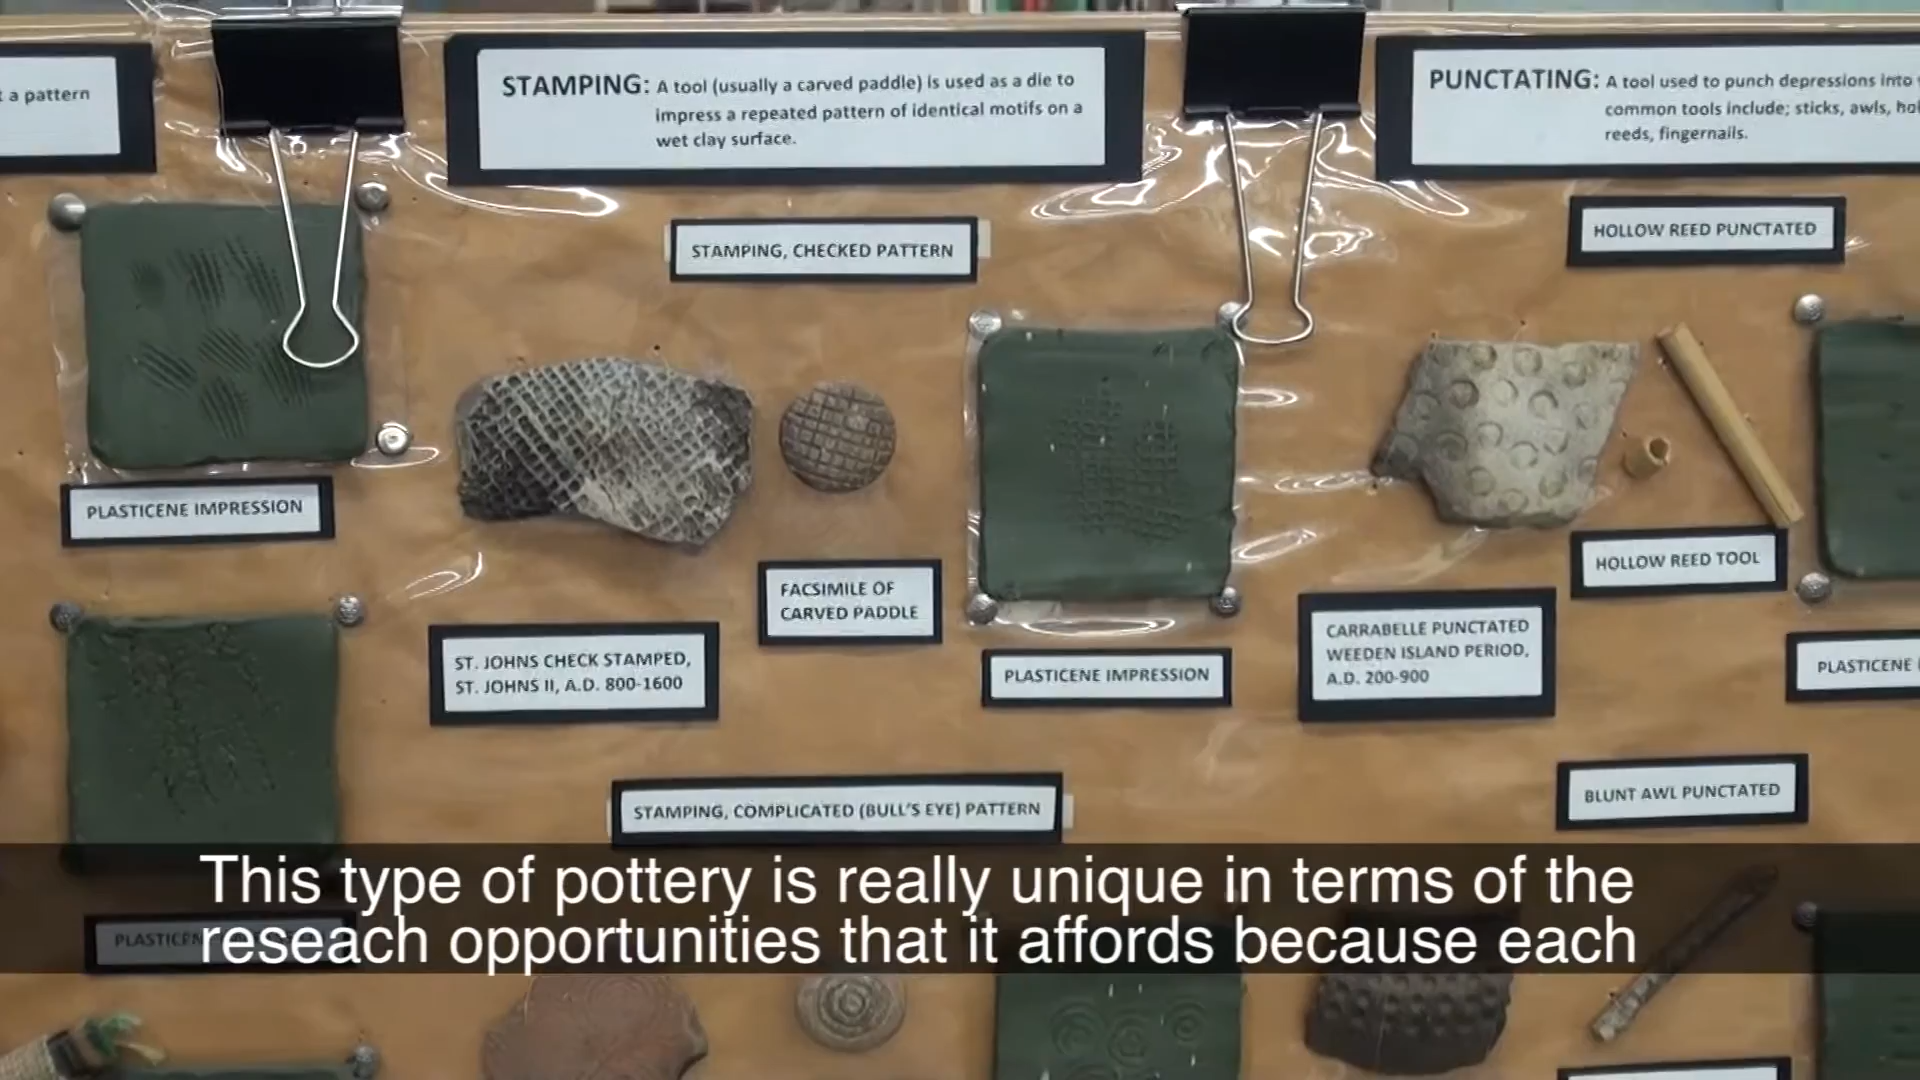 t a pattern
STAMPING: A tool (usually a carved paddle) is used as a die to
impress a repeated pattern of identical motifs on a
wet clay surface.
PUNCTATING: A tool used to punch depressions into
common tools include; sticks, awls, hol
reeds, fingernails.
STAMPING, CHECKED PATTERN
HOLLOW REED PUNCTATED
PLASTICENE IMPRESSION
FACSIMILE OF
CARVED PADDLE
HOLLOW REED TOOL
ST. JOHNS CHECK STAMPED,
ST. JOHNS II, A.D. 800-1600
PLASTICENE IMPRESSION
CARRABELLE PUNCTATED
WEEDEN ISLAND PERIOD,
A.D. 200-900
PLASTICENE
STAMPING, COMPLICATED (BULL'S EYE) PATTERN
BLUNT AWL PUNCTATED
This type of pottery is really unique in terms of the
reseach opportunities that it affords because each